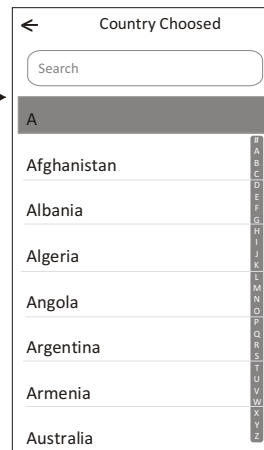 Country Choosed
Search
A
Afghanistan
Albania
Algeria
Angola
Argentina
Armenia
Australia
#
A
B
C
D
E
F
G
H
I
J
K
L
M
N
O
P
Q
R
S
T
U
V
W
X
Y
Z